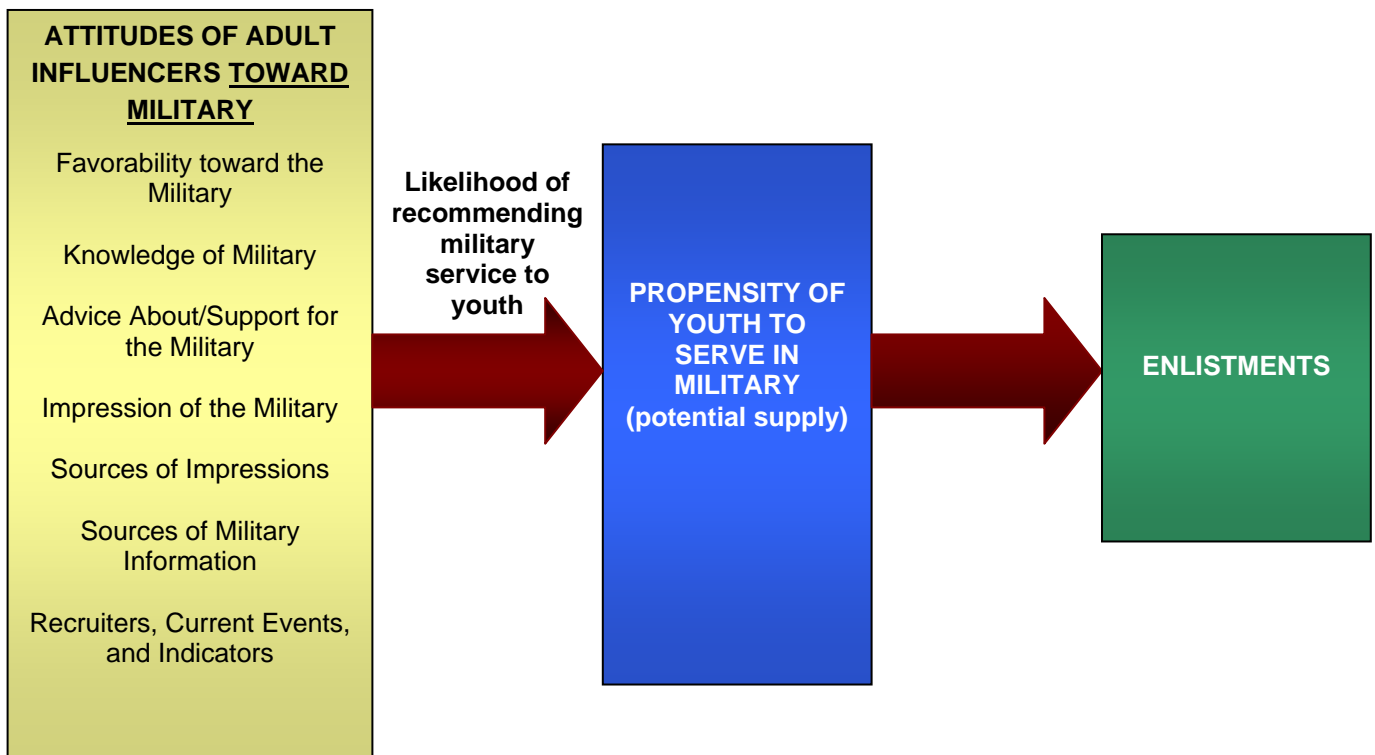 ATTITUDES OF ADULT
INFLUENCERS TOWARD
MILITARY
Favorability toward the
Military
Knowledge of Military
Advice About/Support for
the Military
Impression of the Military
Sources of Impressions
Sources of Military
Information
Recruiters, Current Events,
and Indicators
Likelihood of
recommending
military
service to
youth
PROPENSITY OF
YOUTH TO
SERVE IN
MILITARY
(potential supply)
ENLISTMENTS